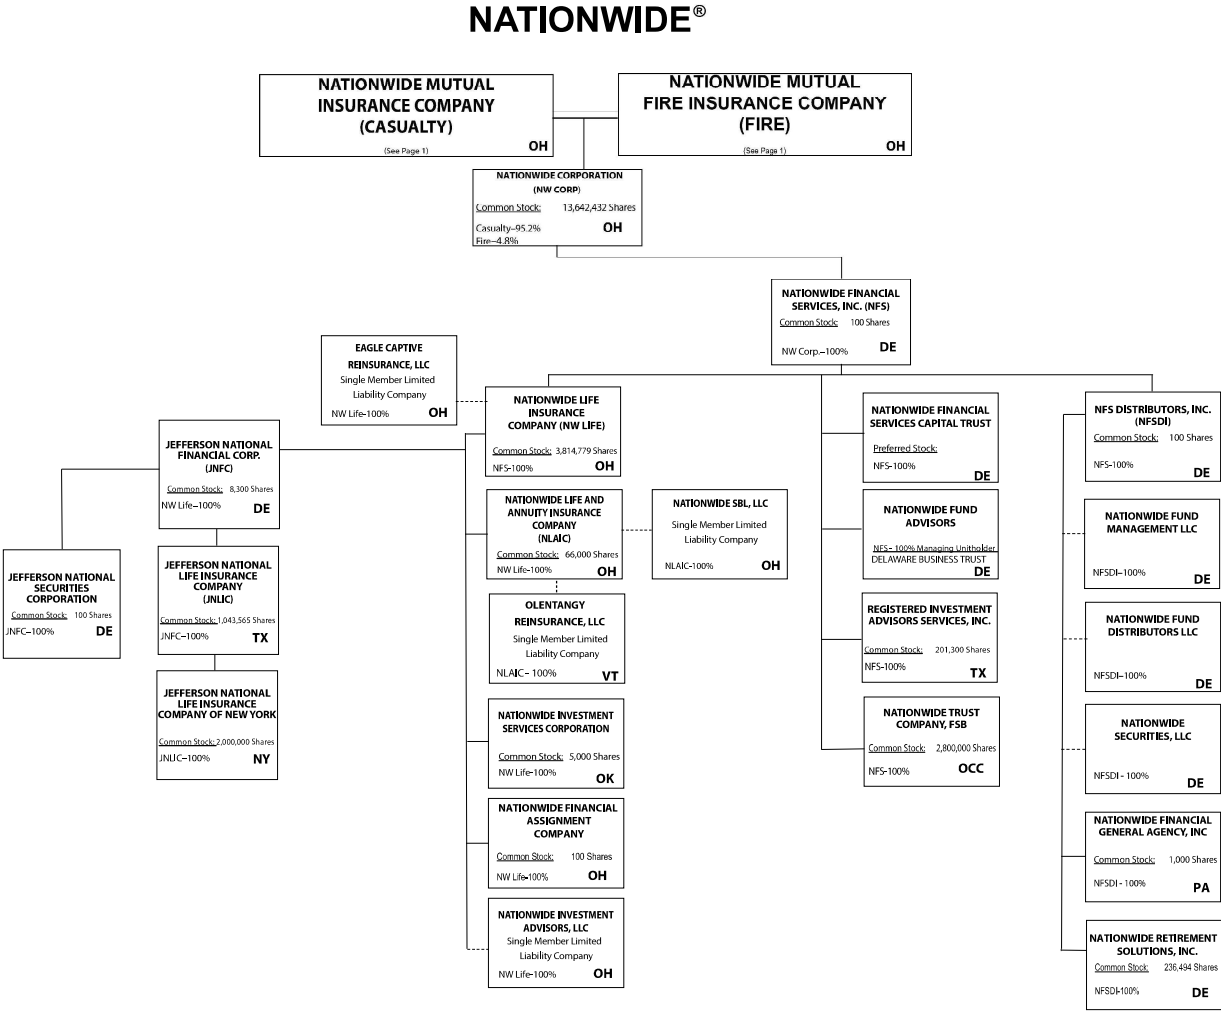 NATIONWIDE®
NATIONWIDE MUTUAL
INSURANCE COMPANY
(CASUALTY)
(See Page 1)
OH
NATIONWIDE MUTUAL
FIRE INSURANCE COMPANY
(FIRE)
(See Page 1)
OH
NATIONWIDE CORPORATION
(NW CORP)
Common Stock: 13,642,432 Shares
Casualty–95.2% OH
Fire–4.8%
NATIONWIDE FINANCIAL
SERVICES, INC. (NFS)
Common Stock: 100 Shares
NW Corp.–100% DE
EAGLE CAPTIVE
REINSURANCE, LLC
Single Member Limited
Liability Company
NW Life-100% OH
NATIONWIDE LIFE
INSURANCE
COMPANY (NW LIFE)
Common Stock: 3,814,779 Shares
NFS-100% OH
NATIONWIDE FINANCIAL
SERVICES CAPITAL TRUST
Preferred Stock:
NFS-100%
DE
NFS DISTRIBUTORS, INC.
(NFSDI)
Common Stock: 100 Shares
NFS-100%
DE
JEFFERSON NATIONAL
FINANCIAL CORP.
(JNFC)
Common Stock: 8,300 Shares
NW Life–100% DE
NATIONWIDE LIFE AND
ANNUITY INSURANCE
COMPANY
(NLAIC)
Common Stock: 66,000 Shares
NW Life-100% OH
NATIONWIDE SBL, LLC
Single Member Limited
Liability Company
NLAIC-100% OH
NATIONWIDE FUND
ADVISORS
NFS – 100% Managing Unitholder
DELAWARE BUSINESS TRUST
DE
NATIONWIDE FUND
MANAGEMENT LLC
NFSDI–100% DE
JEFFERSON NATIONAL
SECURITIES
CORPORATION
Common Stock: 100 Shares
JNFC–100% DE
JEFFERSON NATIONAL
LIFE INSURANCE
COMPANY
(JNLIC)
Common Stock: 1,043,565 Shares
JNFC–100% TX
OLENTANGY
REINSURANCE, LLC
Single Member Limited
Liability Company
NLAIC – 100% VT
REGISTERED INVESTMENT
ADVISORS SERVICES, INC.
Common Stock: 201,300 Shares
NFS-100%
TX
NATIONWIDE FUND
DISTRIBUTORS LLC
NFSDI–100%
DE
JEFFERSON NATIONAL
LIFE INSURANCE
COMPANY OF NEW YORK
Common Stock: 2,000,000 Shares
JNLIC–100% NY
NATIONWIDE INVESTMENT
SERVICES CORPORATION
Common Stock: 5,000 Shares
NW Life-100% OK
NATIONWIDE TRUST
COMPANY, FSB
Common Stock: 2,800,000 Shares
NFS-100% OCC
NATIONWIDE
SECURITIES, LLC
NFSDI - 100%
DE
NATIONWIDE FINANCIAL
ASSIGNMENT
COMPANY
Common Stock: 100 Shares
NW Life-100% OH
NATIONWIDE FINANCIAL
GENERAL AGENCY, INC
Common Stock: 1,000 Shares
NFSDI - 100%
PA
NATIONWIDE INVESTMENT
ADVISORS, LLC
Single Member Limited
Liability Company
NW Life-100% OH
NATIONWIDE RETIREMENT
SOLUTIONS, INC.
Common Stock: 236,494 Shares
NFSDI-100% DE